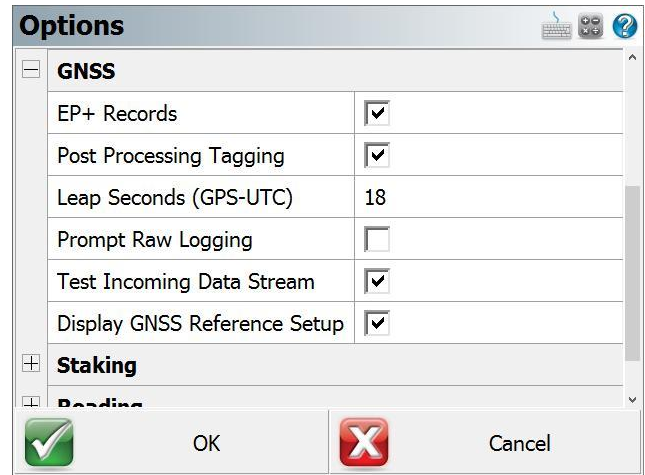 Options
GNSS
EP+ Records
Post Processing Tagging
Leap Seconds (GPS-UTC) 18
Prompt Raw Logging
Test Incoming Data Stream
Display GNSS Reference Setup
Staking
OK Cancel